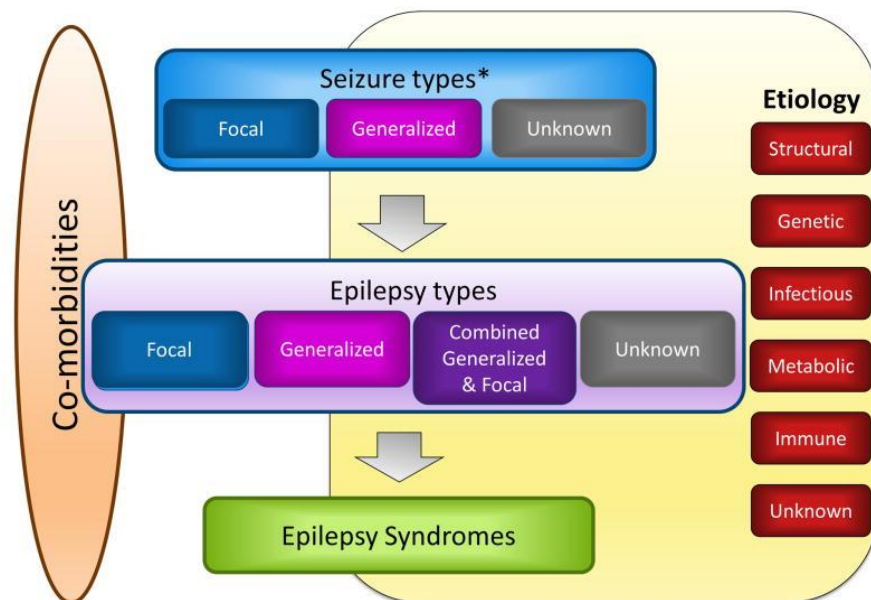 Co-morbidities
Seizure types*
Focal
Generalized
Unknown
Epilepsy types
Focal
Generalized
Combined
Generalized
& Focal
Unknown
Epilepsy Syndromes
Etiology
Structural
Genetic
Infectious
Metabolic
Immune
Unknown